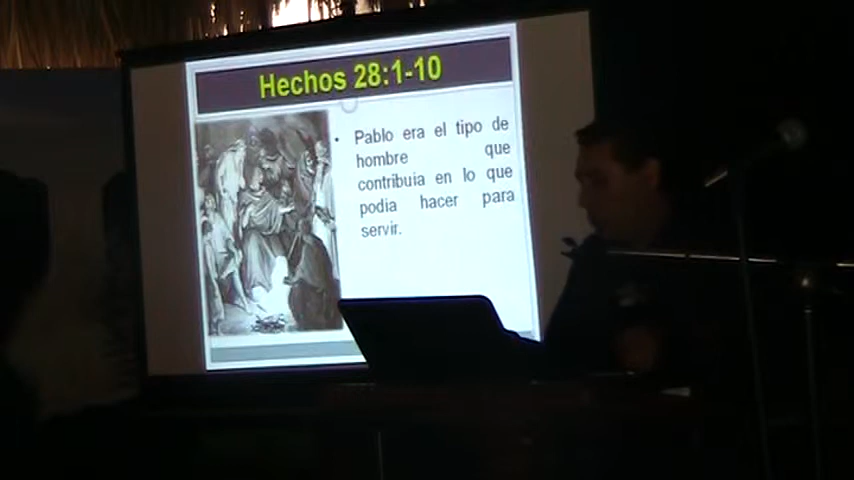 Hechos 28:1-10
• Pablo era el tipo de
hombre que
contribuia en lo que
podia hacer para
servir.